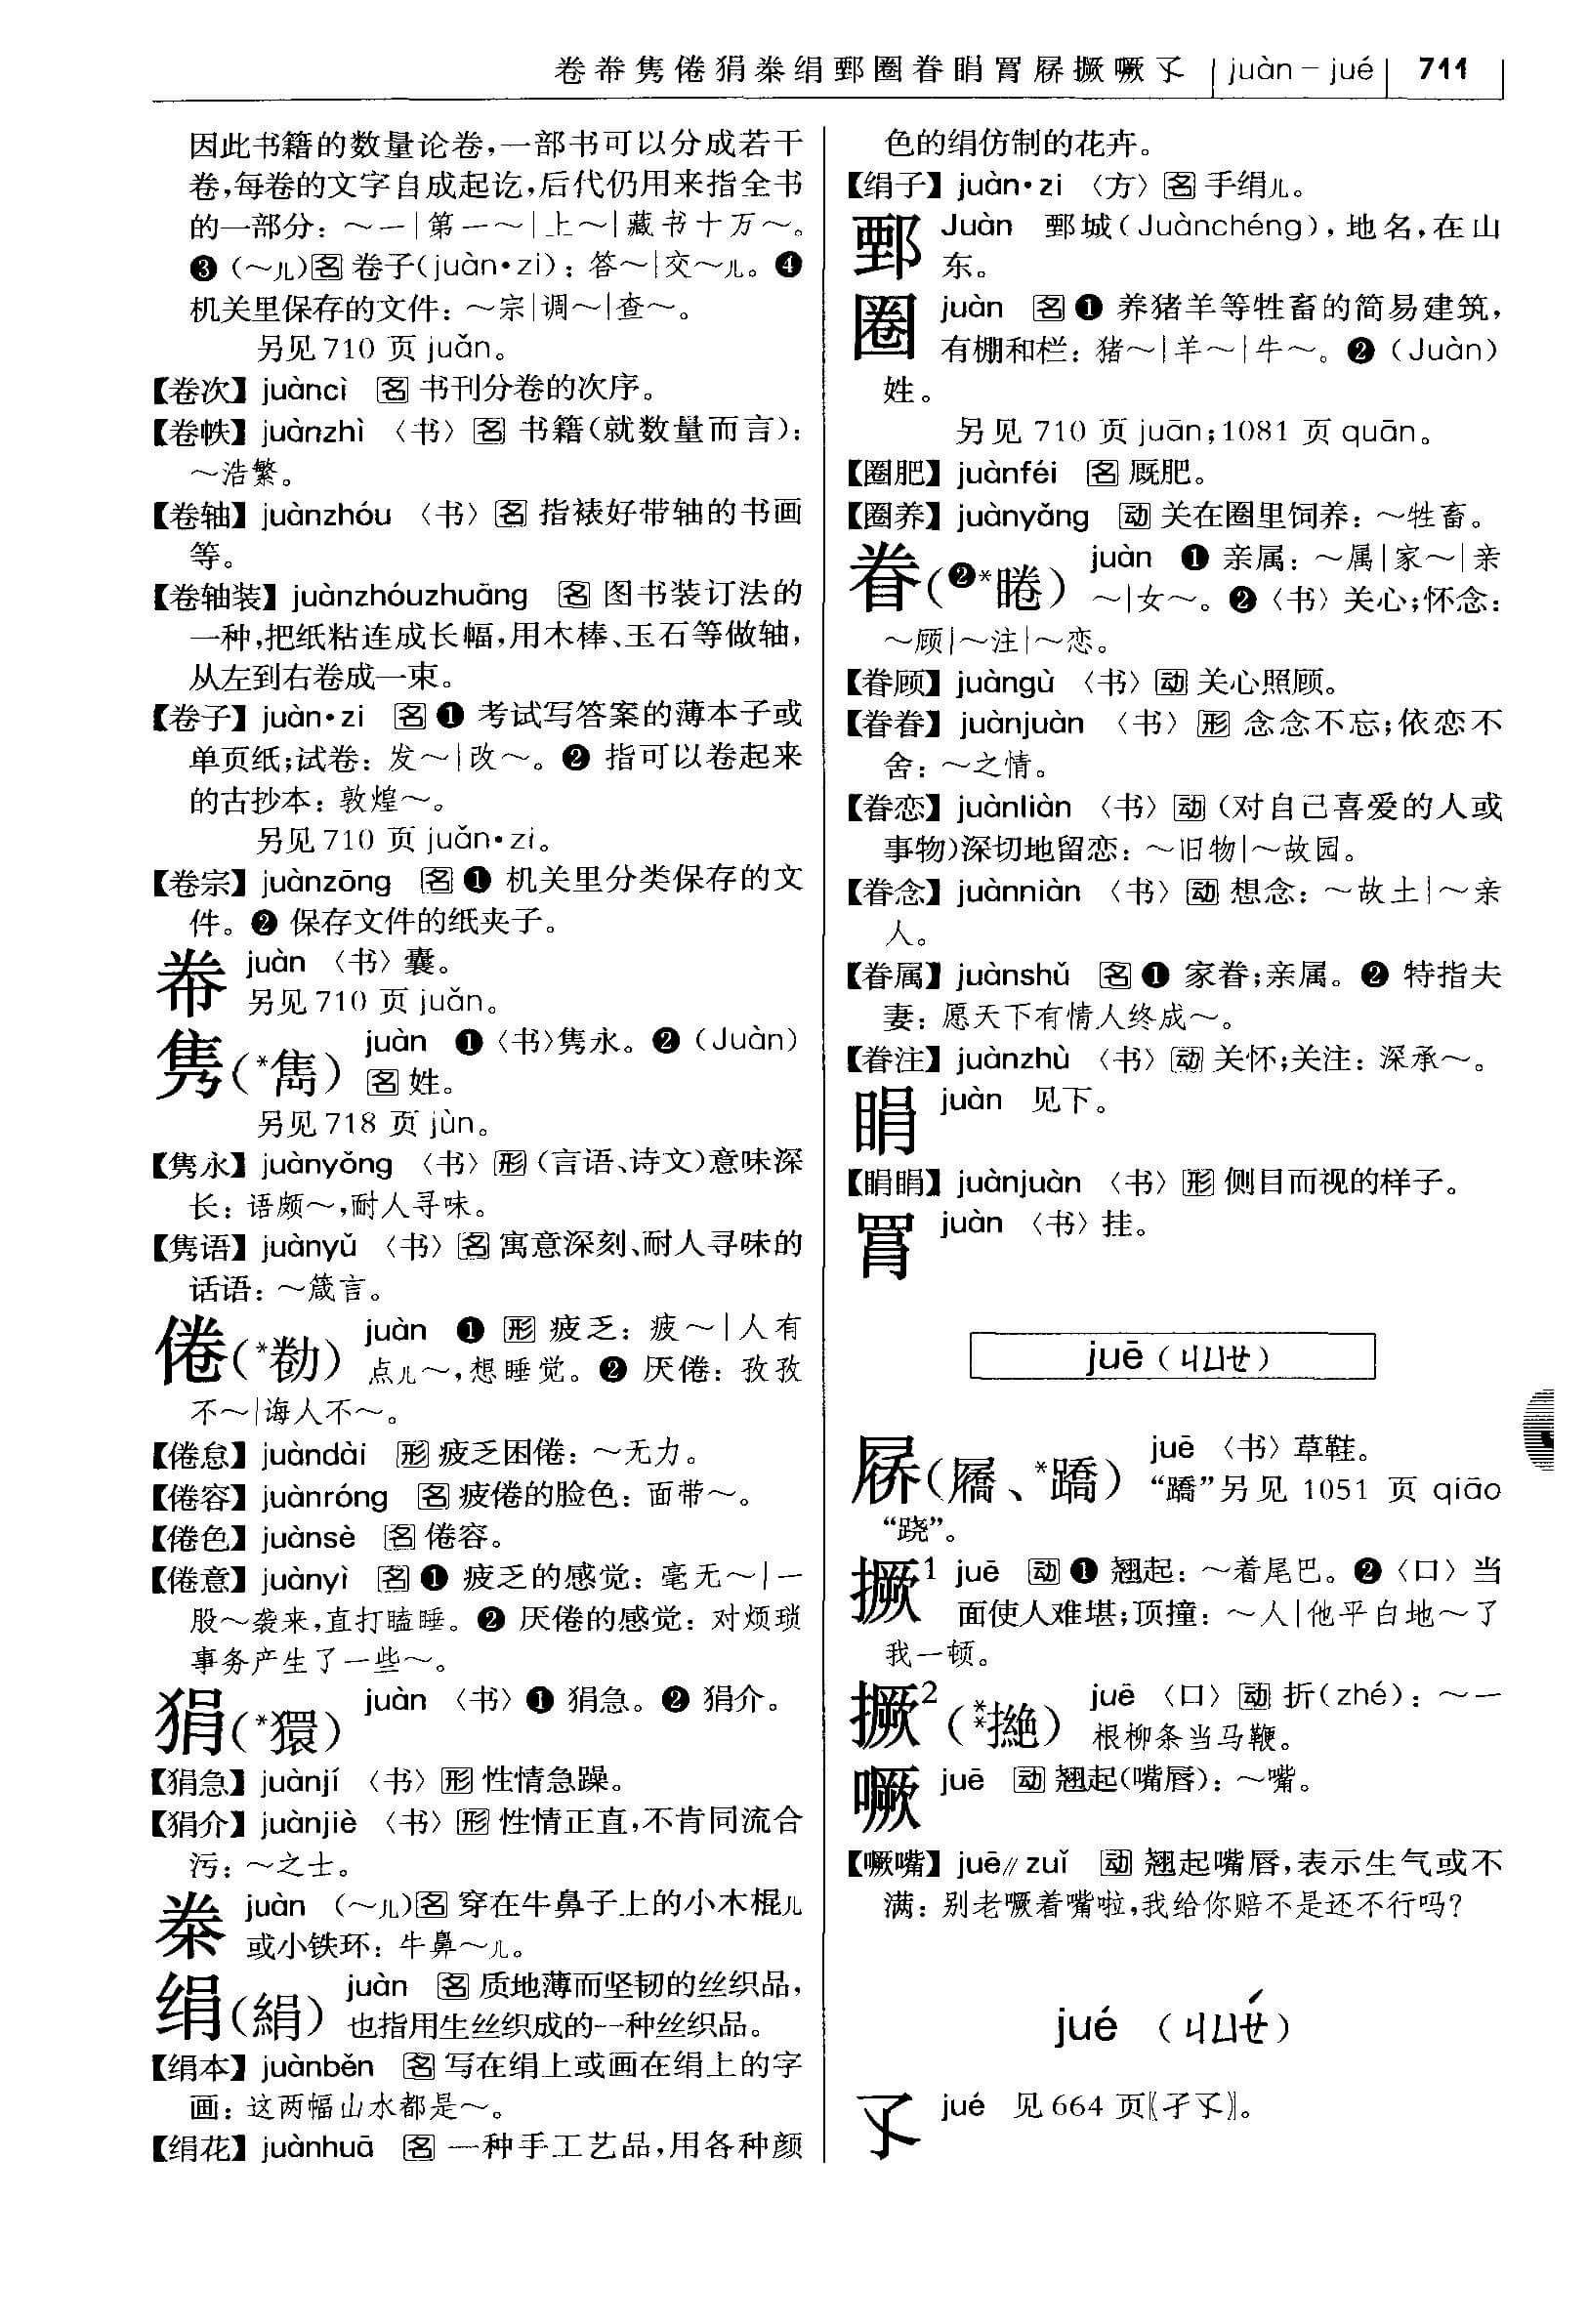 卷帣隽倦狷桊绢鄄圈眷睊罥屩撅噘孓 juàn－jué 711
因此书籍的数量论卷,一部书可以分成若干
卷,每卷的文字自成起讫,后代仍用来指全书
的一部分：～一|第一～|上～|藏书十万～。
❸（～儿）名 卷子(juàn•zi)：答～|交～儿。❹
机关里保存的文件：～宗|调～|查～。
另见710 页 juǎn。
【卷次】juàncì 名 书刊分卷的次序。
【卷帙】juànzhì 〈书〉名 书籍(就数量而言)：
～浩繁。
【卷轴】juànzhóu 〈书〉名 指裱好带轴的书画
等。
【卷轴装】juànzhóuzhuāng 名 图书装订法的
一种,把纸粘连成长幅,用木棒、玉石等做轴,
从左到右卷成一束。
【卷子】juàn•zi 名❶ 考试写答案的薄本子或
单页纸;试卷：发～|改～。❷ 指可以卷起来
的古抄本：敦煌～。
另见710 页 juǎn•zi。
【卷宗】juànzōng 名❶ 机关里分类保存的文
件。❷ 保存文件的纸夹子。
帣 juàn 〈书〉囊。
另见710 页 juǎn。
隽(*雋) juàn ❶〈书〉隽永。❷（Juàn）
名 姓。
另见718 页 jùn。
【隽永】juànyǒng 〈书〉形（言语、诗文）意味深
长：语颇～,耐人寻味。
【隽语】juànyǔ 〈书〉名 寓意深刻、耐人寻味的
话语：～箴言。
倦(*勌) juàn ❶ 形 疲乏：疲～|人有
点儿～,想睡觉。❷ 厌倦：孜孜
不～|诲人不～。
【倦怠】juàndài 形 疲乏困倦：～无力。
【倦容】juànróng 名 疲倦的脸色：面带～。
【倦色】juànsè 名 倦容。
【倦意】juànyì 名❶ 疲乏的感觉：毫无～|一
股～袭来,直打瞌睡。❷ 厌倦的感觉：对烦琐
事务产生了一些～。
狷(*獧) juàn 〈书〉❶ 狷急。❷ 狷介。
【狷急】juànjí 〈书〉形 性情急躁。
【狷介】juànjiè 〈书〉形 性情正直,不肯同流合
污：～之士。
桊 juàn （～儿）名 穿在牛鼻子上的小木棍儿
或小铁环：牛鼻～儿。
绢(絹) juàn 名 质地薄而坚韧的丝织品,
也指用生丝织成的一种丝织品。
【绢本】juànběn 名 写在绢上或画在绢上的字
画：这两幅山水都是～。
【绢花】juànhuā 名 一种手工艺品,用各种颜
色的绢仿制的花卉。
【绢子】juàn•zi 〈方〉名 手绢儿。
鄄 Juàn 鄄城(Juànchéng),地名,在山
东。
圈 juàn 名❶ 养猪羊等牲畜的简易建筑,
有棚和栏：猪～|羊～|牛～。❷（Juàn）
姓。
另见 710 页 juān;1081 页 quān。
【圈肥】juànféi 名 厩肥。
【圈养】juànyǎng 动 关在圈里饲养：～牲畜。
眷(❷*睠) juàn ❶ 亲属：～属|家～|亲
～|女～。❷〈书〉关心;怀念：
～顾|～注|～恋。
【眷顾】juàngù 〈书〉动 关心照顾。
【眷眷】juànjuàn 〈书〉形 念念不忘;依恋不
舍：～之情。
【眷恋】juànliàn 〈书〉动（对自己喜爱的人或
事物)深切地留恋：～旧物|～故园。
【眷念】juànniàn 〈书〉动 想念：～故土|～亲
人。
【眷属】juànshǔ 名❶ 家眷;亲属。❷ 特指夫
妻：愿天下有情人终成～。
【眷注】juànzhù 〈书〉动 关怀;关注：深承～。
睊 juàn 见下。
【睊睊】juànjuàn 〈书〉形 侧目而视的样子。
罥 juàn 〈书〉挂。
juē（ㄐㄩㄝ）
屩(屩、*蹻) juē 〈书〉草鞋。
“蹻”另见 1051 页 qiāo
“跷”。
撅¹ juē 动❶ 翘起：～着尾巴。❷〈口〉当
面使人难堪;顶撞：～人|他平白地～了
我一顿。
撅²(**撧) juē 〈口〉动 折(zhé)：～一
根柳条当马鞭。
噘 juē 动 翘起(嘴唇)：～嘴。
【噘嘴】juē∥zuǐ 动 翘起嘴唇,表示生气或不
满：别老噘着嘴啦,我给你赔不是还不行吗?
jué （ㄐㄩㄝˊ）
孓 jué 见 664 页〖孑孓〗。